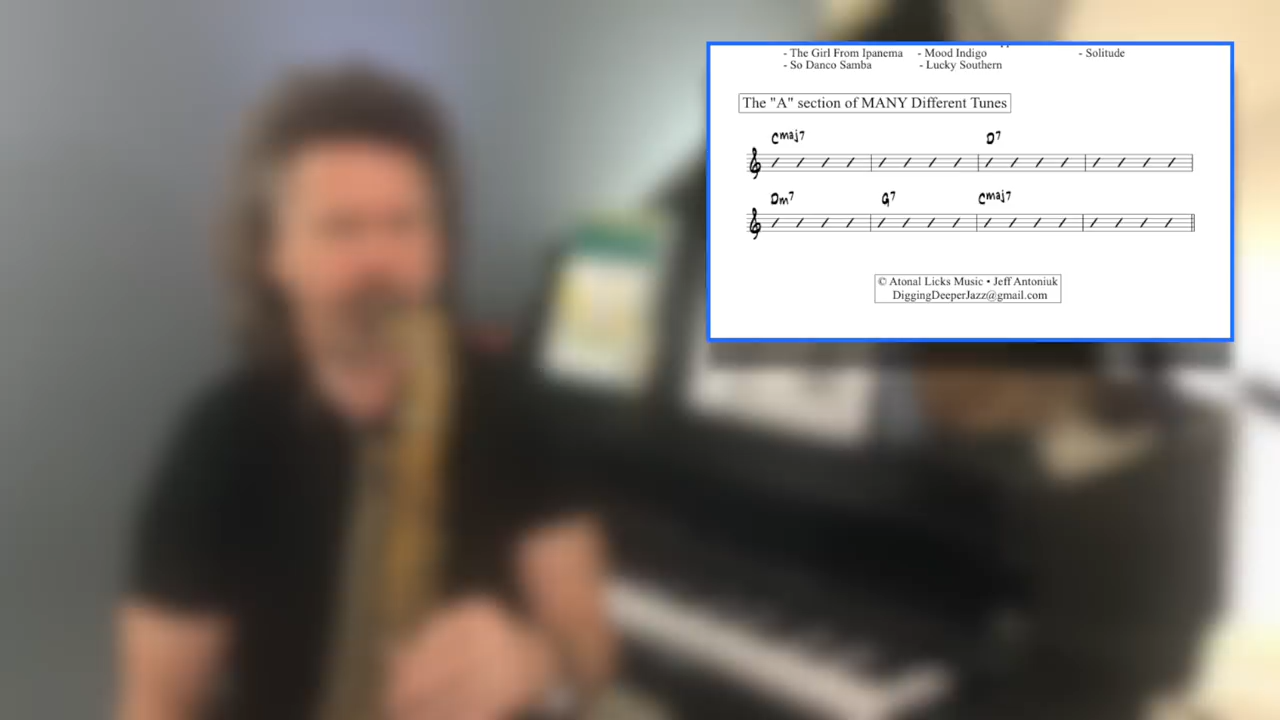 - The Girl From Ipanema - Mood Indigo - Solitude
- So Danco Samba - Lucky Southern
The "A" section of MANY Different Tunes
Cmaj7 D7
Dm7 G7 Cmaj7
© Atonal Licks Music • Jeff Antoniuk
DiggingDeeperJazz@gmail.com